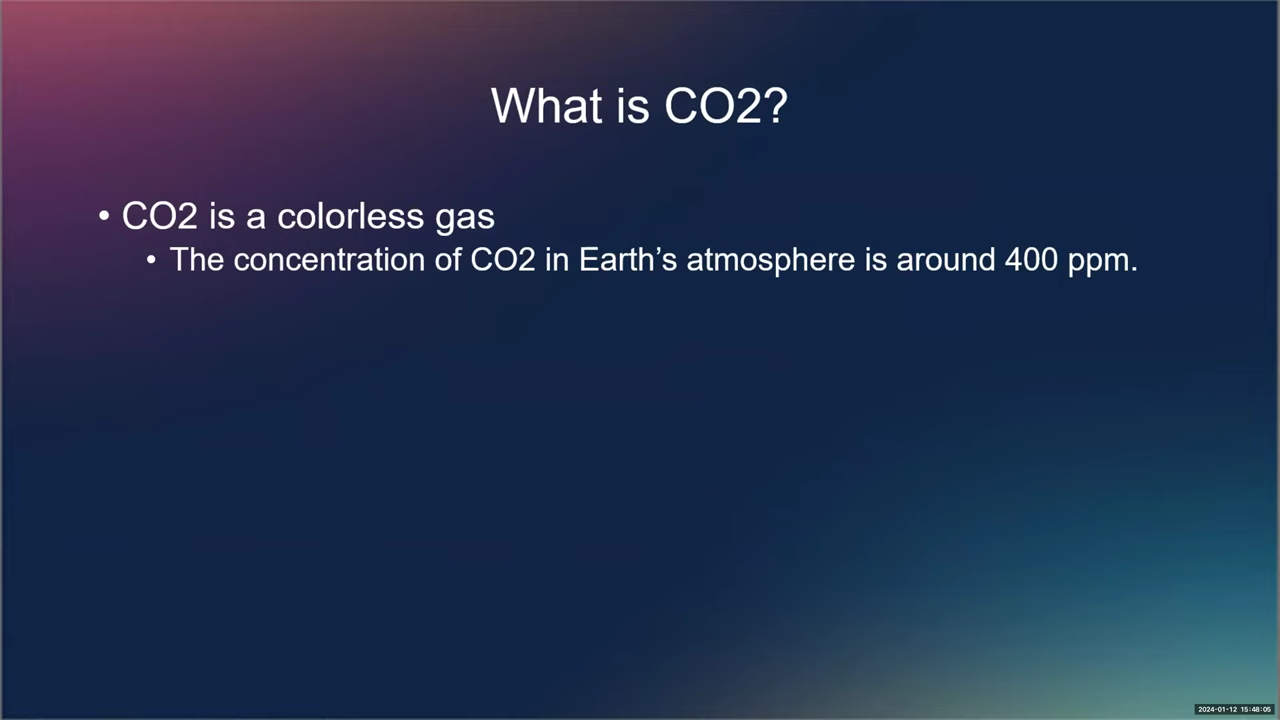 What is CO2?
• CO2 is a colorless gas
• The concentration of CO2 in Earth’s atmosphere is around 400 ppm.
2024-01-12 15:48:05